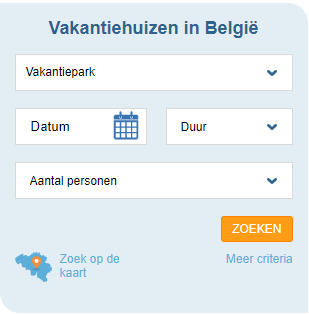 Vakantiehuizen in België
Vakantiepark
Datum
Duur
Aantal personen
ZOEKEN
Zoek op de
kaart
Meer criteria